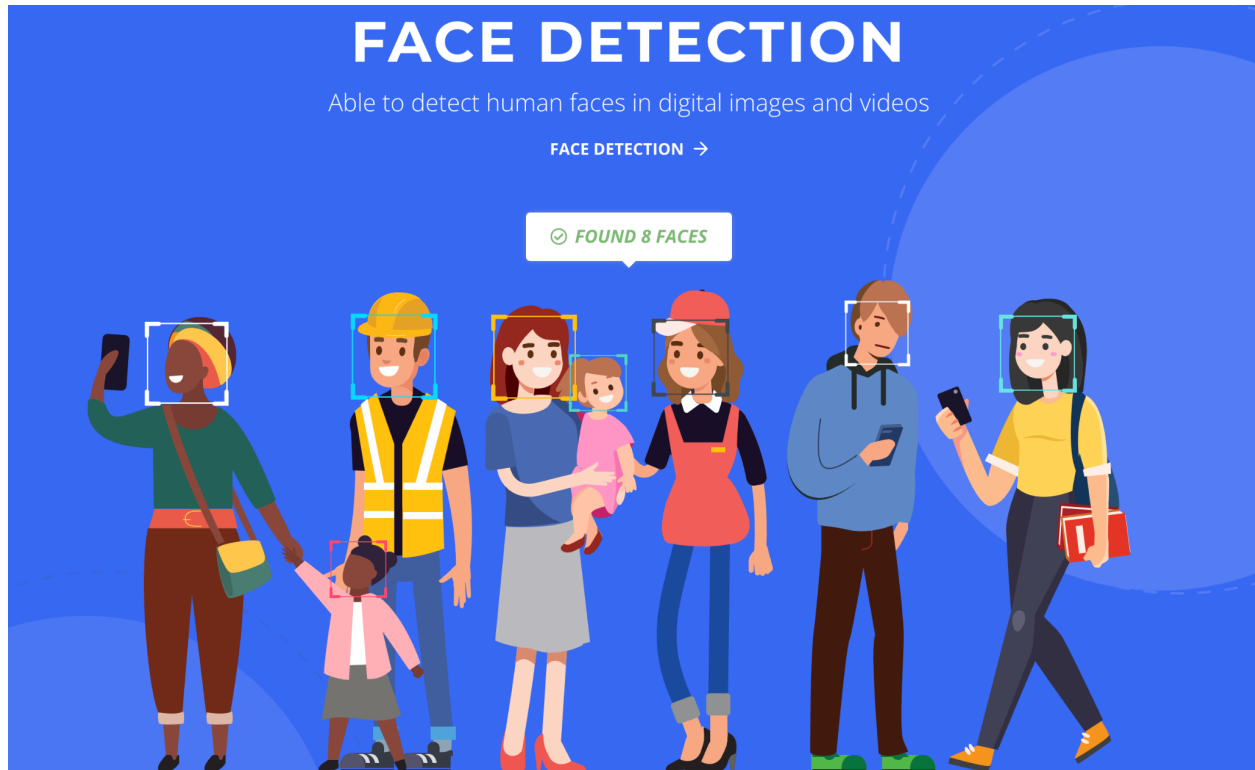 FACE DETECTION
Able to detect human faces in digital images and videos
FACE DETECTION →
FOUND 8 FACES